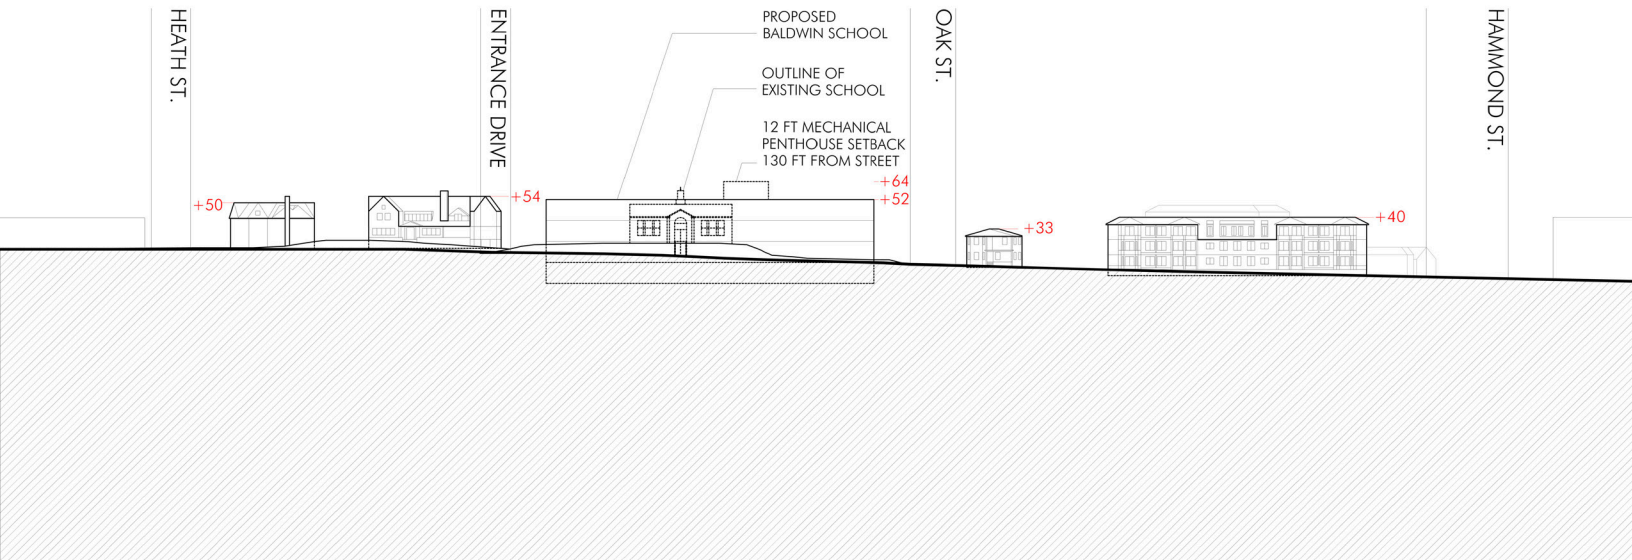 HEATH ST.
ENTRANCE DRIVE
PROPOSED
BALDWIN SCHOOL
OUTLINE OF
EXISTING SCHOOL
12 FT MECHANICAL
PENTHOUSE SETBACK
130 FT FROM STREET
OAK ST.
HAMMOND ST.
+50
+54
+64
+52
+33
+40